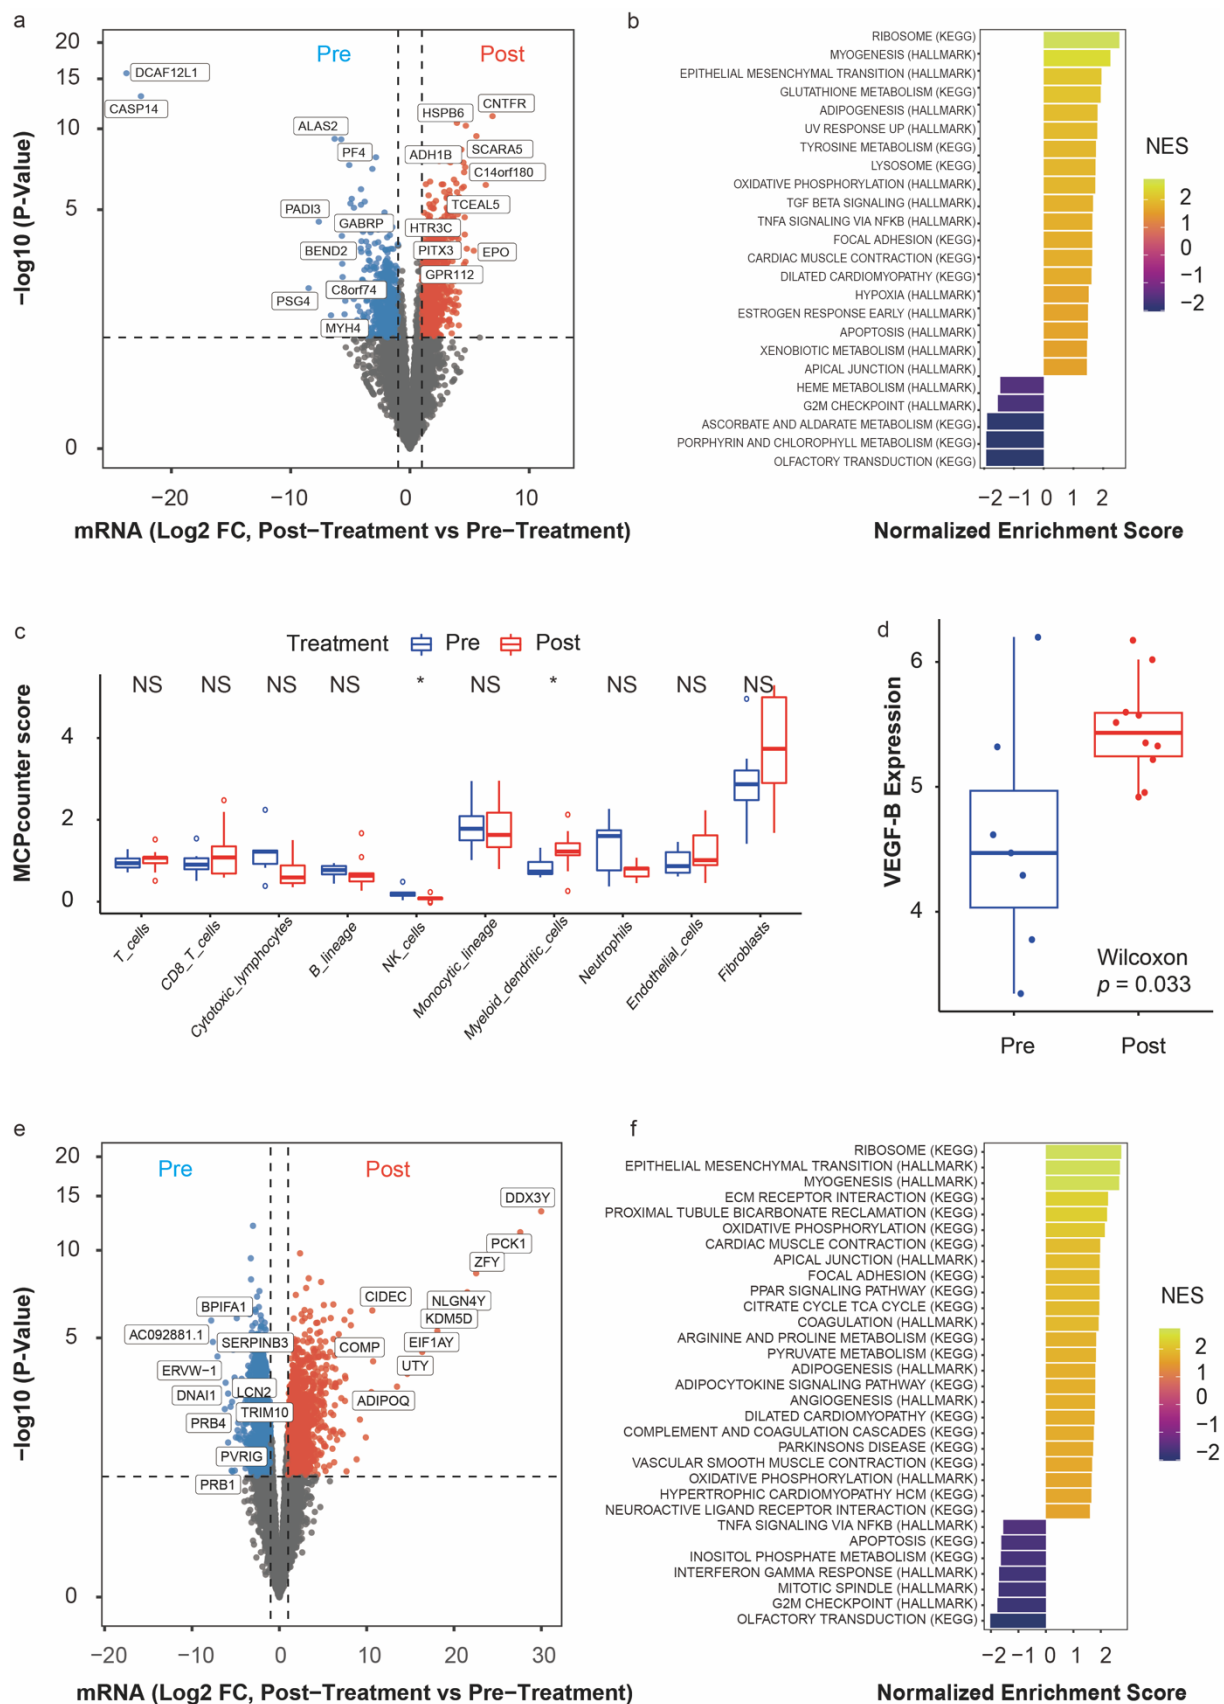 a
Pre
Post
20
15
10
5
0
−log10 (P-Value)
DCAF12L1
CASP14
ALAS2
PF4
PADI3
GABRP
BEND2
C8orf74
PSG4
MYH4
HSPB6
CNTFR
ADH1B
SCARA5
C14orf180
TCEAL5
HTR3C
PITX3
EPO
GPR112
−20
−10
0
10
mRNA (Log2 FC, Post−Treatment vs Pre−Treatment)
b
RIBOSOME (KEGG)
MYOGENESIS (HALLMARK)
EPITHELIAL MESENCHYMAL TRANSITION (HALLMARK)
GLUTATHIONE METABOLISM (KEGG)
ADIPOGENESIS (HALLMARK)
UV RESPONSE UP (HALLMARK)
TYROSINE METABOLISM (KEGG)
LYSOSOME (KEGG)
OXIDATIVE PHOSPHORYLATION (HALLMARK)
TGF BETA SIGNALING (HALLMARK)
TNFA SIGNALING VIA NFKB (HALLMARK)
FOCAL ADHESION (KEGG)
CARDIAC MUSCLE CONTRACTION (KEGG)
DILATED CARDIOMYOPATHY (KEGG)
HYPOXIA (HALLMARK)
ESTROGEN RESPONSE EARLY (HALLMARK)
APOPTOSIS (HALLMARK)
XENOBIOTIC METABOLISM (HALLMARK)
APICAL JUNCTION (HALLMARK)
HEME METABOLISM (HALLMARK)
G2M CHECKPOINT (HALLMARK)
ASCORBATE AND ALDARATE METABOLISM (KEGG)
PORPHYRIN AND CHLOROPHYLL METABOLISM (KEGG)
OLFACTORY TRANSDUCTION (KEGG)
−2 −1 0 1 2
Normalized Enrichment Score
NES
2
1
0
−1
−2
c
Treatment Pre Post
NS NS NS NS * NS * NS NS NS
MCPcounter score
4
2
0
T_cells
CD8_T_cells
Cytotoxic_lymphocytes
B_lineage
NK_cells
Monocytic_lineage
Myeloid_dendritic_cells
Neutrophils
Endothelial_cells
Fibroblasts
d
VEGF-B Expression
6
5
4
Wilcoxon
p = 0.033
Pre
Post
e
Pre
Post
20
15
10
5
0
−log10 (P-Value)
DDX3Y
PCK1
ZFY
CIDEC
NLGN4Y
KDM5D
BPIFA1
AC092881.1
SERPINB3
COMP
EIF1AY
UTY
ERVW−1
LCN2
DNAI1
ADIPOQ
TRIM10
PRB4
PVRIG
PRB1
−20
−10
0
10
20
30
mRNA (Log2 FC, Post−Treatment vs Pre−Treatment)
f
RIBOSOME (KEGG)
EPITHELIAL MESENCHYMAL TRANSITION (HALLMARK)
MYOGENESIS (HALLMARK)
ECM RECEPTOR INTERACTION (KEGG)
PROXIMAL TUBULE BICARBONATE RECLAMATION (KEGG)
OXIDATIVE PHOSPHORYLATION (KEGG)
CARDIAC MUSCLE CONTRACTION (KEGG)
APICAL JUNCTION (HALLMARK)
FOCAL ADHESION (KEGG)
PPAR SIGNALING PATHWAY (KEGG)
CITRATE CYCLE TCA CYCLE (KEGG)
COAGULATION (HALLMARK)
ARGININE AND PROLINE METABOLISM (KEGG)
PYRUVATE METABOLISM (KEGG)
ADIPOGENESIS (HALLMARK)
ADIPOCYTOKINE SIGNALING PATHWAY (KEGG)
ANGIOGENESIS (HALLMARK)
DILATED CARDIOMYOPATHY (KEGG)
COMPLEMENT AND COAGULATION CASCADES (KEGG)
PARKINSONS DISEASE (KEGG)
VASCULAR SMOOTH MUSCLE CONTRACTION (KEGG)
OXIDATIVE PHOSPHORYLATION (HALLMARK)
HYPERTROPHIC CARDIOMYOPATHY HCM (KEGG)
NEUROACTIVE LIGAND RECEPTOR INTERACTION (KEGG)
TNFA SIGNALING VIA NFKB (HALLMARK)
APOPTOSIS (KEGG)
INOSITOL PHOSPHATE METABOLISM (KEGG)
INTERFERON GAMMA RESPONSE (HALLMARK)
MITOTIC SPINDLE (HALLMARK)
G2M CHECKPOINT (HALLMARK)
OLFACTORY TRANSDUCTION (KEGG)
−2 −1 0 1 2
Normalized Enrichment Score
NES
2
1
0
−1
−2